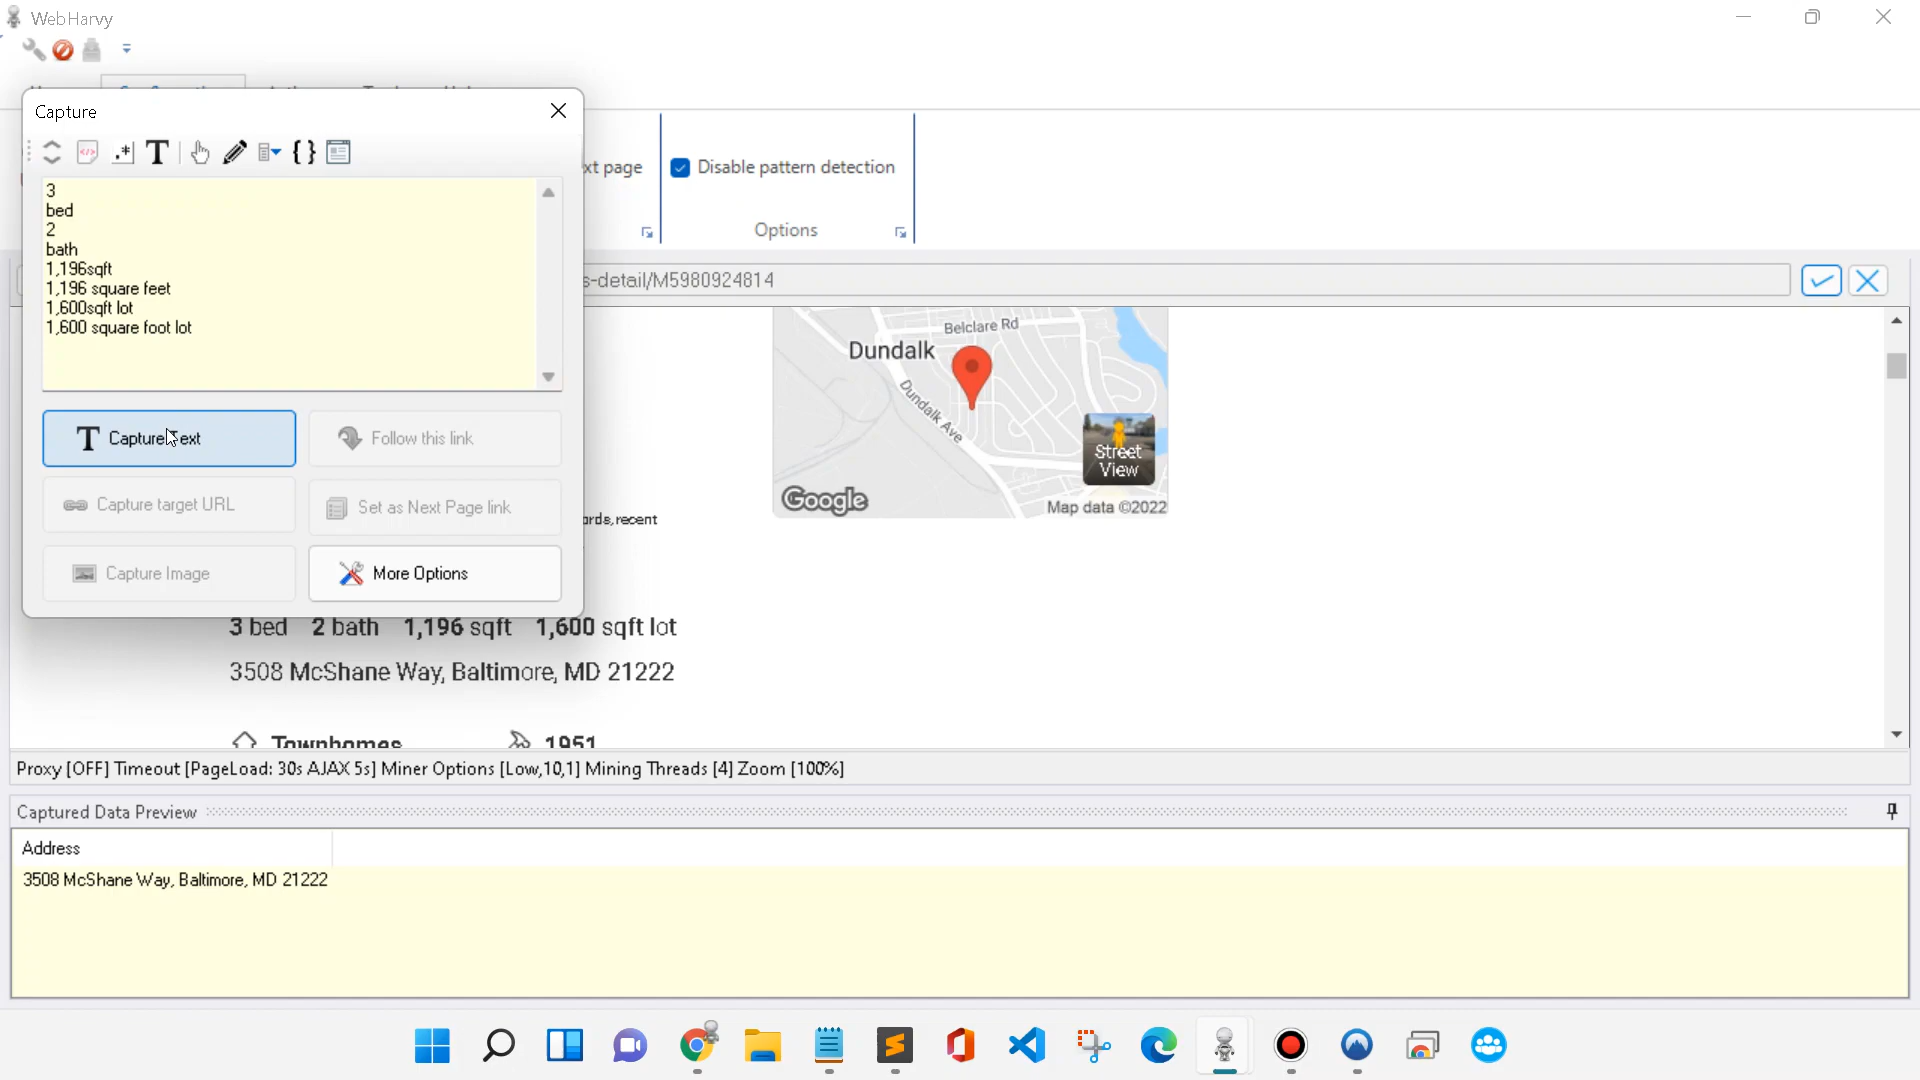 WebHarvy
Capture
T
{}
xt page
Disable pattern detection
Options
3
bed
2
bath
1,196sqft
1,196 square feet
1,600sqft lot
1,600 square foot lot
s-detail/M5980924814
T Capture Text
Follow this link
Capture target URL
Set as Next Page link
Capture Image
More Options
Belclare Rd
Dundalk
Dundalk Ave
Street
View
Google
Map data ©2022
ords, recent
3 bed 2 bath 1,196 sqft 1,600 sqft lot
3508 McShane Way, Baltimore, MD 21222
Townhomes 1951
Proxy [OFF] Timeout [PageLoad: 30s AJAX 5s] Miner Options [Low,10,1] Mining Threads [4] Zoom [100%]
Captured Data Preview
Address
3508 McShane Way, Baltimore, MD 21222